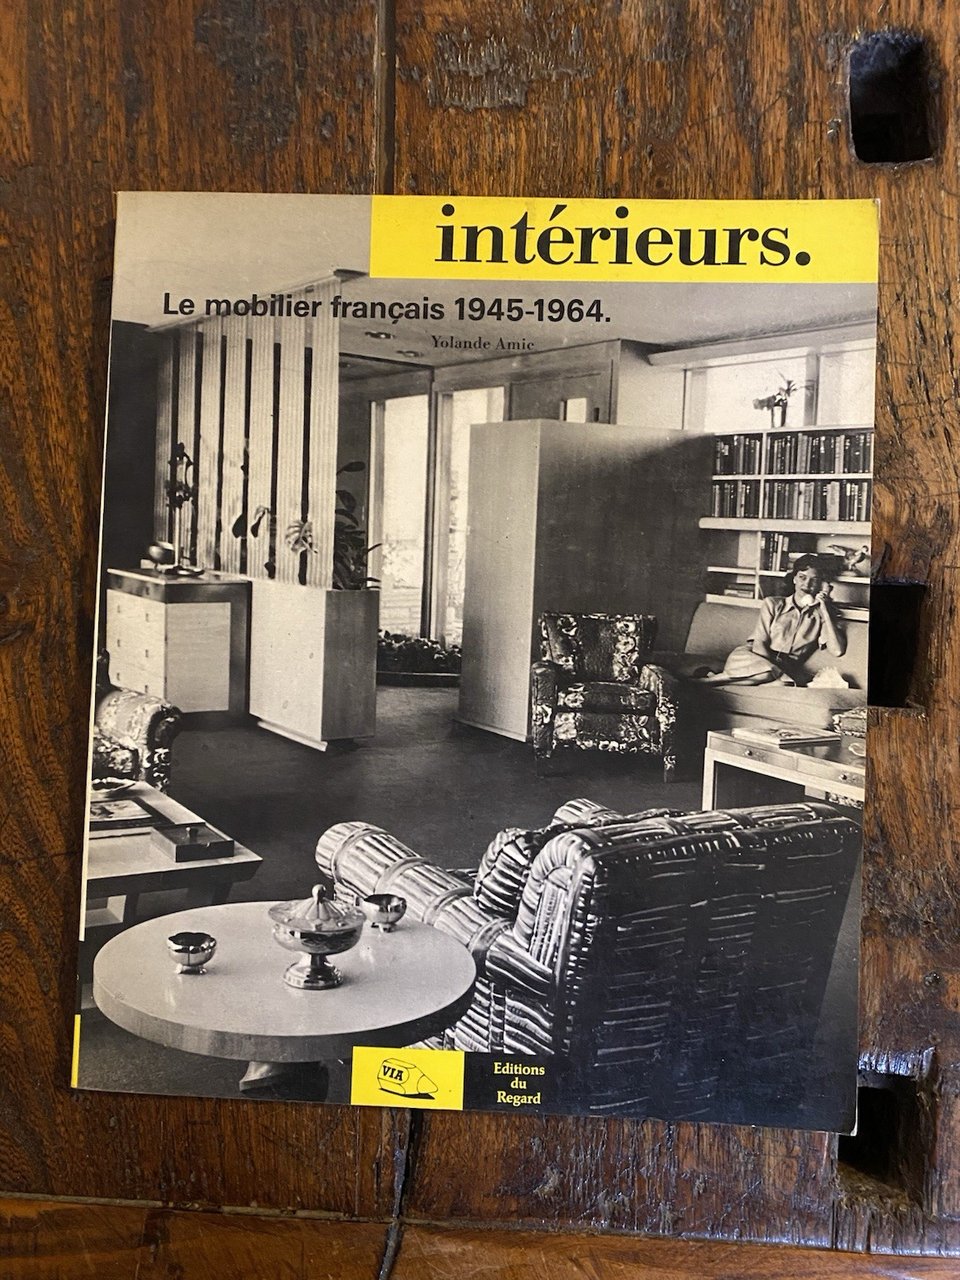 intérieurs.
Le mobilier français 1945-1964.
Yolande Amic
VIA
Editions
du
Regard